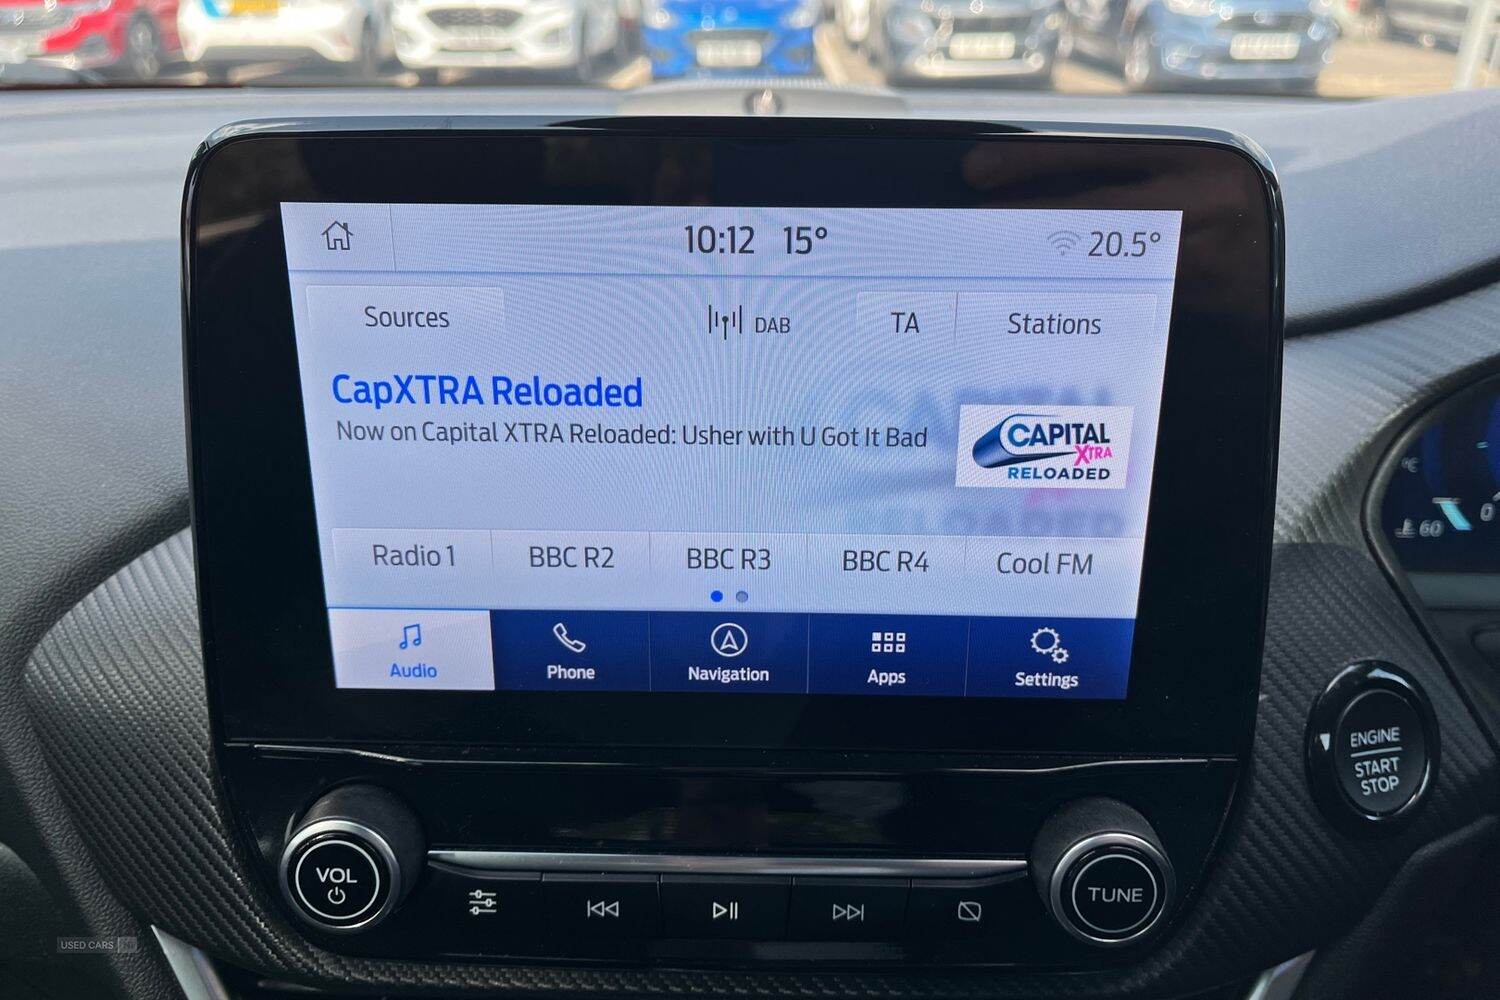 10:12 15° 20.5°
Sources DAB TA Stations
CapXTRA Reloaded
Now on Capital XTRA Reloaded: Usher with U Got It Bad
CAPITAL
XTRA
RELOADED
Radio 1 BBC R2 BBC R3 BBC R4 Cool FM
Audio Phone Navigation Apps Settings
°C
60
0
ENGINE
START
STOP
VOL
TUNE
USED CARS NI